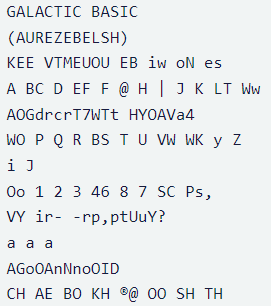 GALACTIC BASIC
(AUREZEBELSH)
KEE VTMEUOU EB iw oN es
A BC D EF F @ H | J K LT Ww
AOGdrcrT7WTt HYOAVa4
WO P Q R BS T U VW WK y Z
i J
Oo 1 2 3 46 8 7 SC Ps,
VY ir- -rp,ptUuY?
a a a
AGoOAnNnoOID
CH AE BO KH ®@ OO SH TH